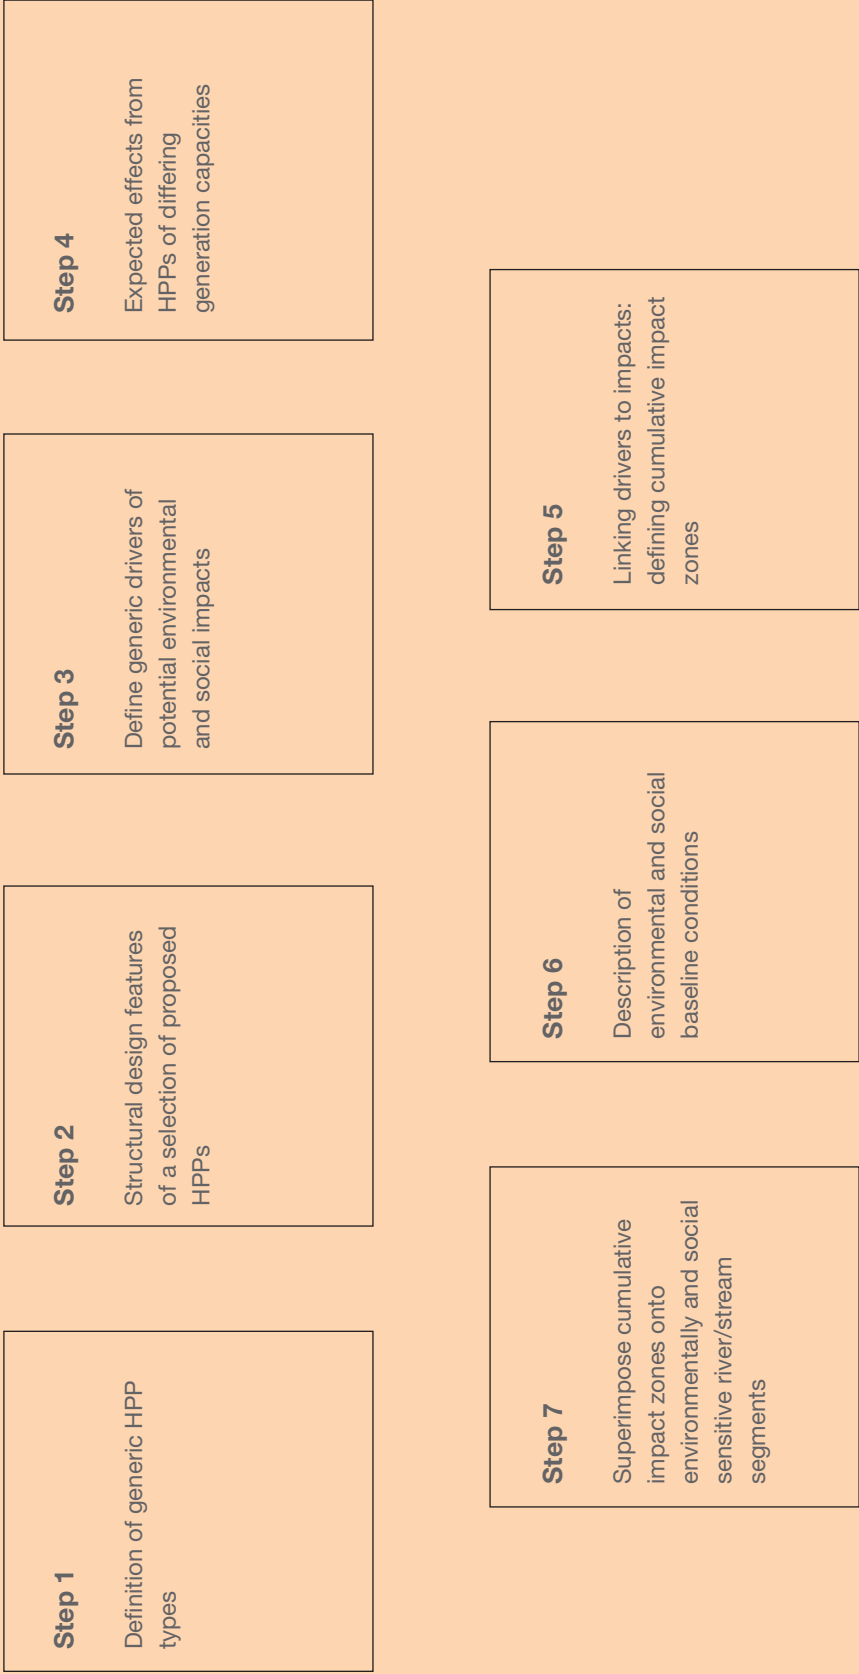 Step 1
Definition of generic HPP
types
Step 2
Structural design features
of a selection of proposed
HPPs
Step 3
Define generic drivers of
potential environmental
and social impacts
Step 4
Expected effects from
HPPs of differing
generation capacities
Step 7
Superimpose cumulative
impact zones onto
environmentally and social
sensitive river/stream
segments
Step 6
Description of
environmental and social
baseline conditions
Step 5
Linking drivers to impacts:
defining cumulative impact
zones